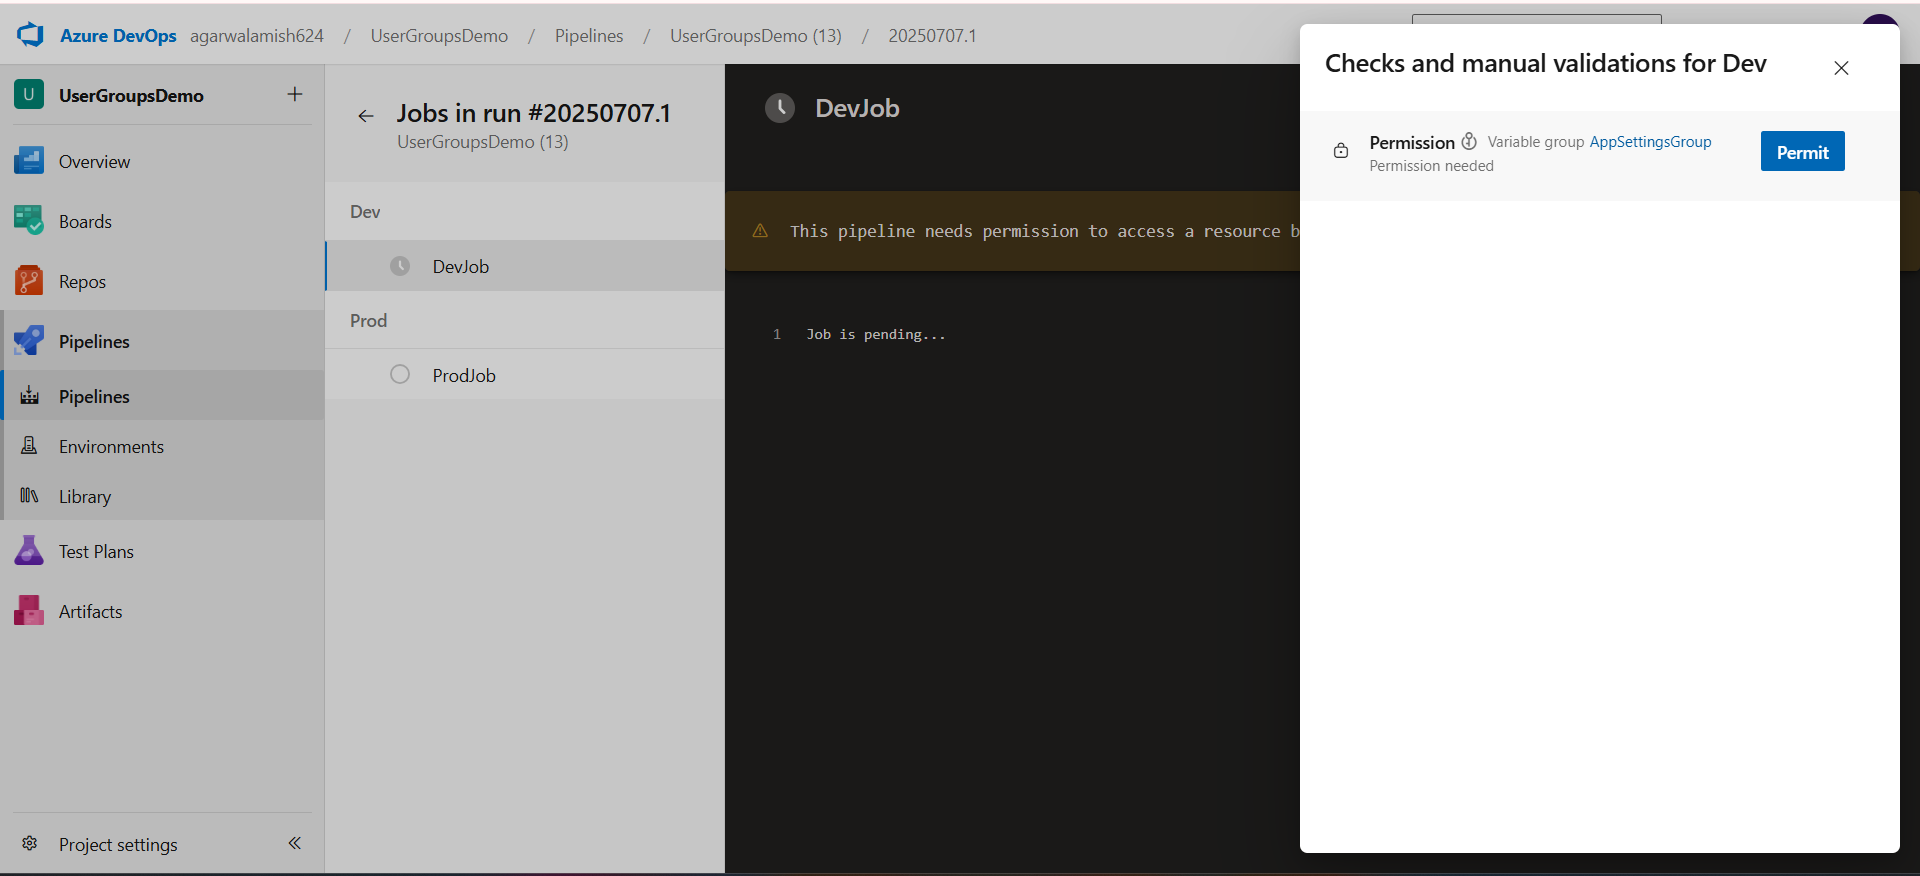 Azure DevOps agarwalamish624 / UserGroupsDemo / Pipelines / UserGroupsDemo (13) / 20250707.1
U UserGroupsDemo
Overview
Boards
Repos
Pipelines
Pipelines
Environments
Library
Test Plans
Artifacts
Project settings
Jobs in run #20250707.1
UserGroupsDemo (13)
Dev
DevJob
Prod
ProdJob
DevJob
This pipeline needs permission to access a resource b
1 Job is pending...
Checks and manual validations for Dev
Permission Variable group AppSettingsGroup
Permission needed
Permit